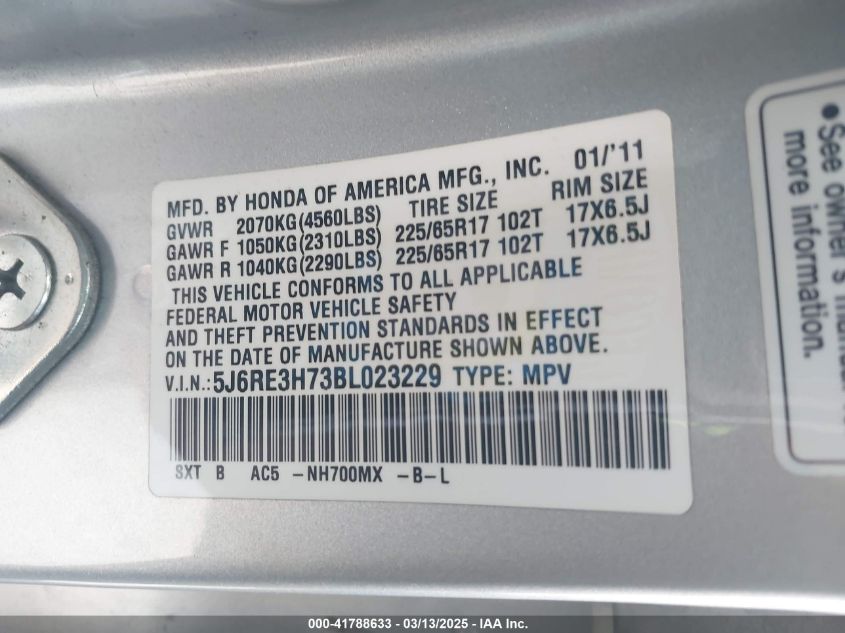 MFD. BY HONDA OF AMERICA MFG., INC. 01/'11
GVWR 2070KG(4560LBS) TIRE SIZE RIM SIZE
GAWR F 1050KG(2310LBS) 225/65R17 102T 17X6.5J
GAWR R 1040KG(2290LBS) 225/65R17 102T 17X6.5J
THIS VEHICLE CONFORMS TO ALL APPLICABLE
FEDERAL MOTOR VEHICLE SAFETY
AND THEFT PREVENTION STANDARDS IN EFFECT
ON THE DATE OF MANUFACTURE SHOWN ABOVE.
V.I.N.: 5J6RE3H73BL023229 TYPE: MPV
SXT B AC5 -NH700MX -B-L
● See owner's
more information.
000-41788633 - 03/13/2025 - IAA Inc.